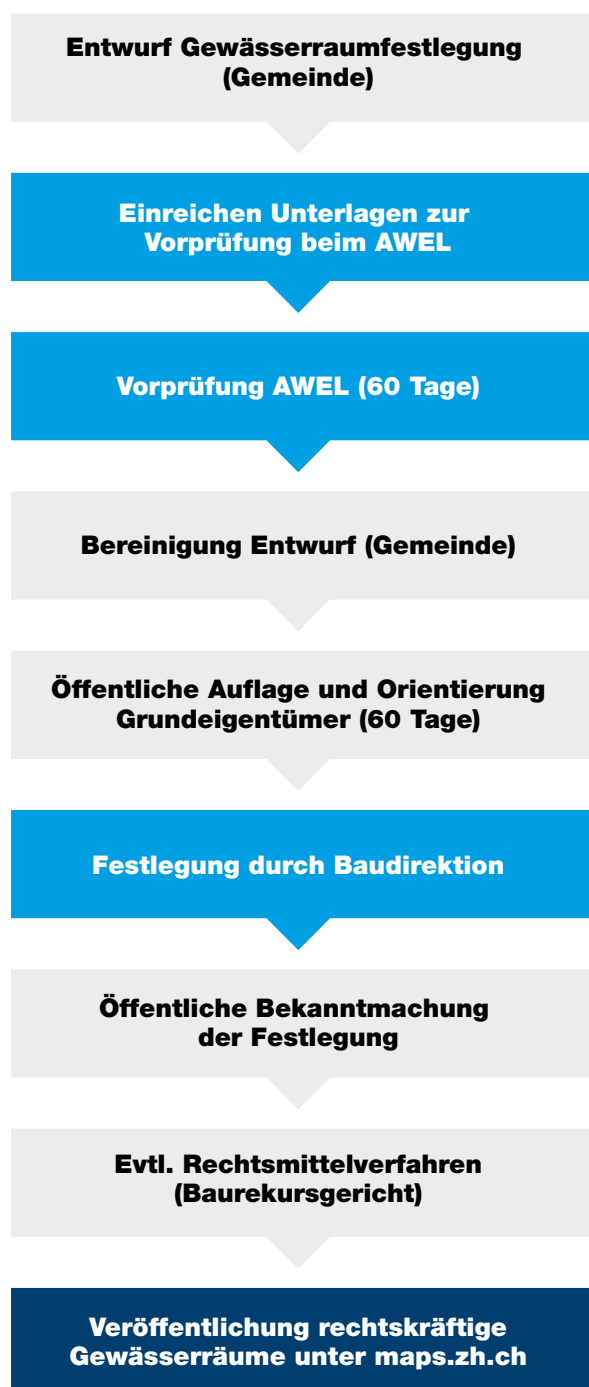 Entwurf Gewässerraumfestlegung
(Gemeinde)
Einreichen Unterlagen zur
Vorprüfung beim AWEL
Vorprüfung AWEL (60 Tage)
Bereinigung Entwurf (Gemeinde)
Öffentliche Auflage und Orientierung
Grundeigentümer (60 Tage)
Festlegung durch Baudirektion
Öffentliche Bekanntmachung
der Festlegung
Evtl. Rechtsmittelverfahren
(Baurekursgericht)
Veröffentlichung rechtskräftige
Gewässerräume unter maps.zh.ch